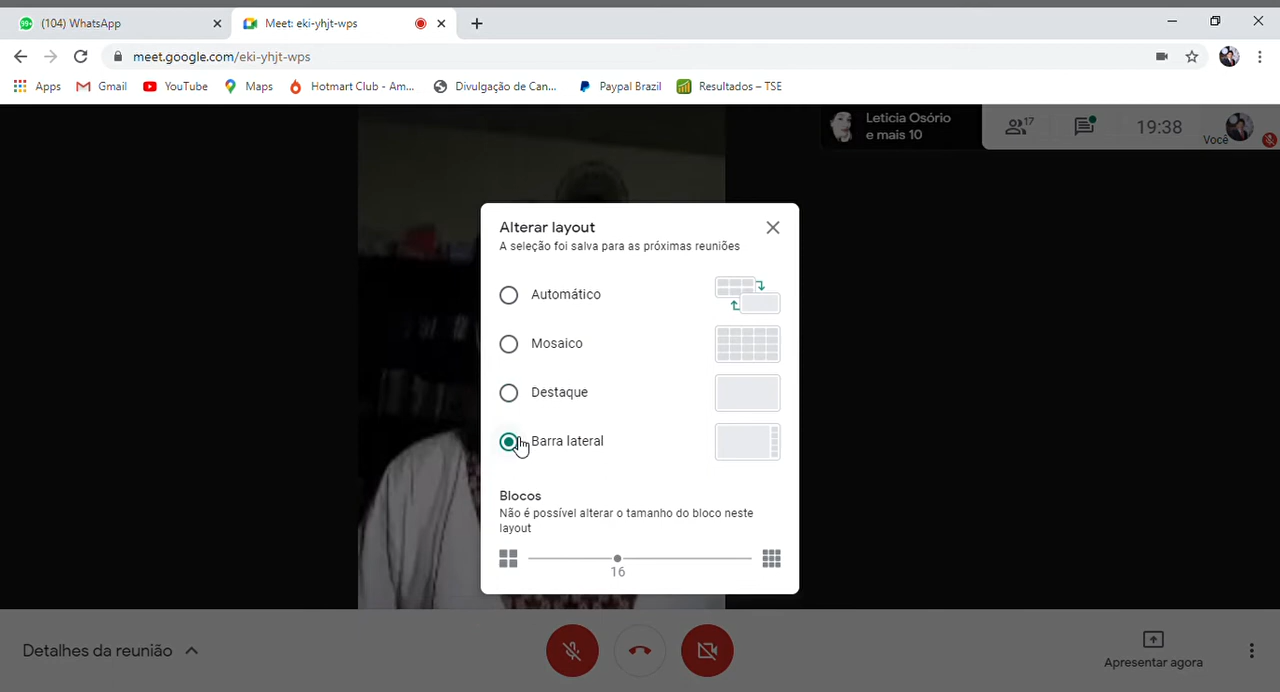 (104) WhatsApp
Meet: eki-yhjt-wps
meet.google.com/eki-yhjt-wps
Apps
Gmail
YouTube
Maps
Hotmart Club - Am...
Divulgação de Can...
Paypal Brazil
Resultados – TSE
Leticia Osório
e mais 10
17
19:38
Você
Alterar layout
A seleção foi salva para as próximas reuniões
Automático
Mosaico
Destaque
Barra lateral
Blocos
Não é possível alterar o tamanho do bloco neste
layout
16
Detalhes da reunião
Apresentar agora